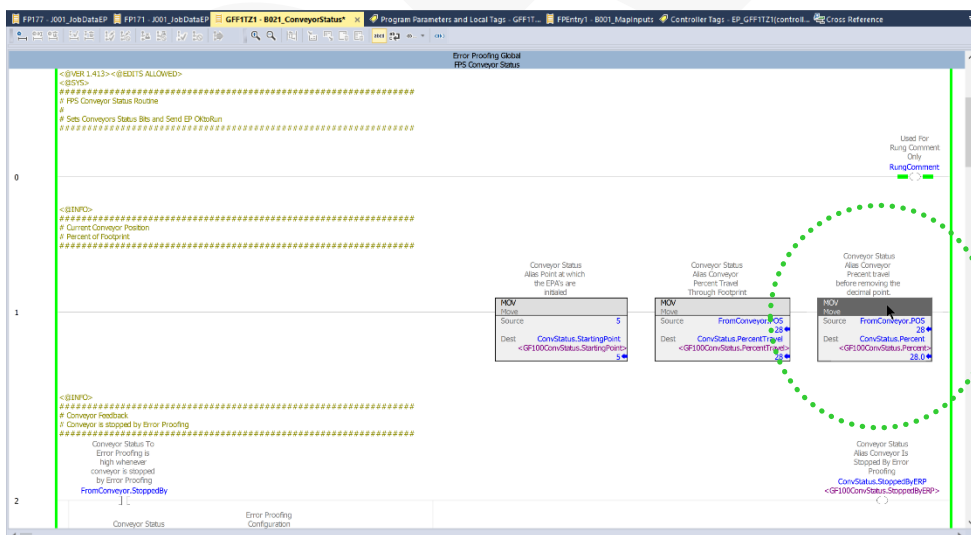 FP177 - J001_JobDataEP
FP171 - J001_JobDataEP
GFF1TZ1 - B021_ConveyorStatus*
Program Parameters and Local Tags - GFF1T...
FPEntry1 - B001_MapInputs
Controller Tags - EP_GFF1TZ1(controll...
Cross Reference
Error Proofing Global
FPS Conveyor Status
<@VER 1.413><@EDITS ALLOWED>
<@SYS>
################################################################
# FPS Conveyor Status Routine
#
# Sets Conveyors Status Bits and Send EP OKtoRun
################################################################
Used For
Rung Comment
Only
RungComment
0
<@INFO>
################################################################
# Current Conveyor Position
# Percent of Footprint
################################################################
Conveyor Status
Alias Point at which
the EPA's are
initialed
MOV
Move
Source 5
Dest ConvStatus.StartingPoint
<GF100ConvStatus.StartingPoint>
5
Conveyor Status
Alias Conveyor
Percent Travel
Through Footprint
MOV
Move
Source FromConveyor.POS
28
Dest ConvStatus.PercentTravel
<GF100ConvStatus.PercentTravel>
28
Conveyor Status
Alias Conveyor
Precent travel
before removing the
decimal point.
MOV
Move
Source FromConveyor.POS
28
Dest ConvStatus.Percent
<GF100ConvStatus.Percent>
28.0
1
<@INFO>
################################################################
# Conveyor Feedback
# Conveyor is stopped by Error Proofing
################################################################
Conveyor Status To
Error Proofing is
high whenever
conveyor is stopped
by Error Proofing
FromConveyor.StoppedBy
Conveyor Status
Alias Conveyor Is
Stopped By Error
Proofing
ConvStatus.StoppedByERP
<GF100ConvStatus.StoppedByERP>
2
Conveyor Status
Error Proofing
Configuration